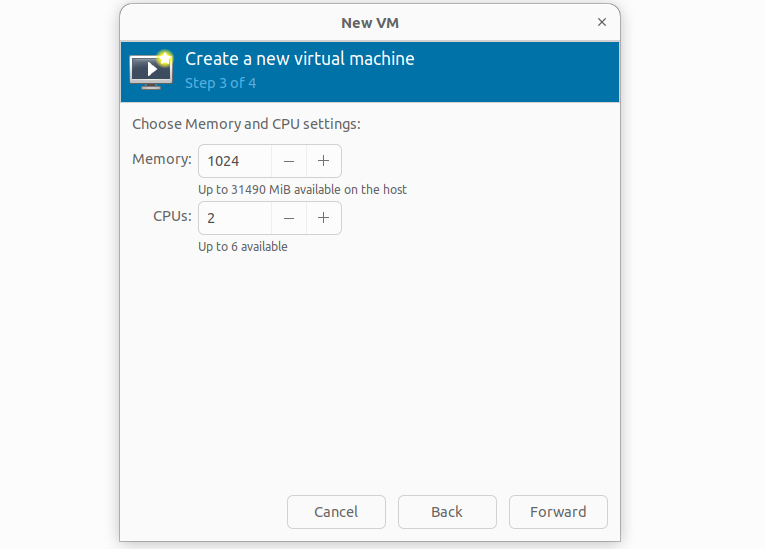 New VM
Create a new virtual machine
Step 3 of 4
Choose Memory and CPU settings:
Memory: 1024
Up to 31490 MiB available on the host
CPUs: 2
Up to 6 available
Cancel Back Forward